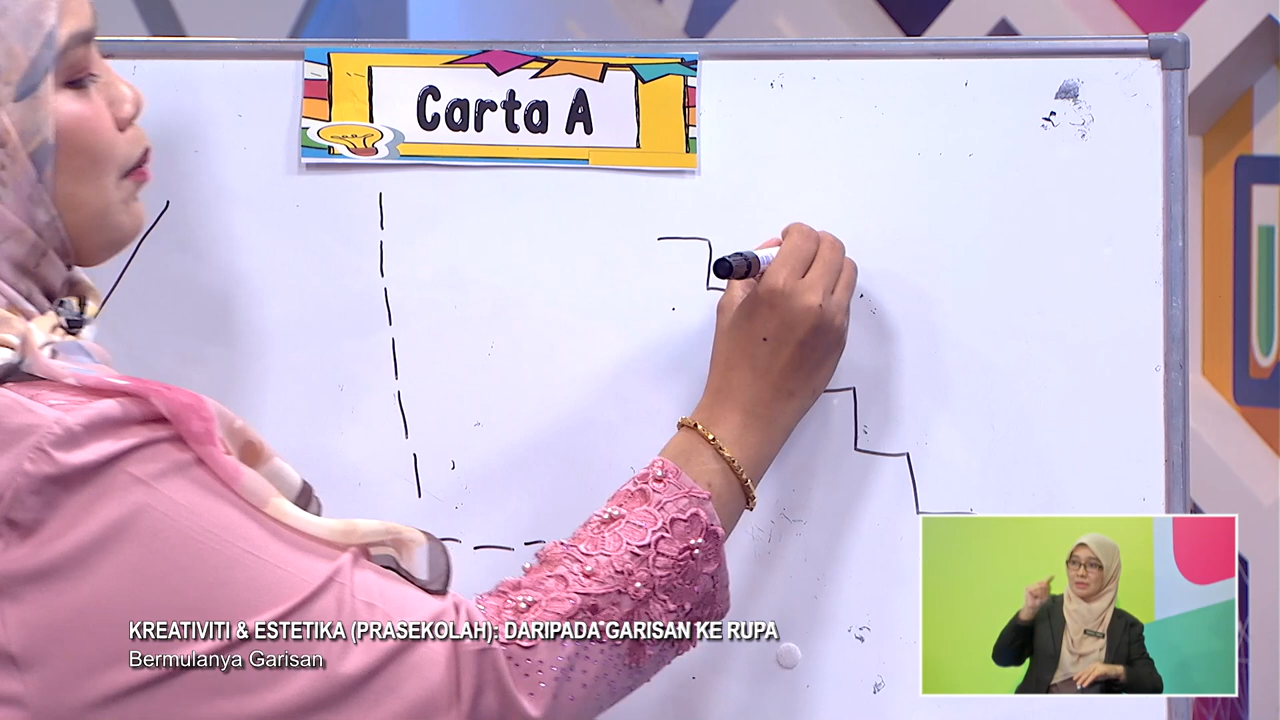 Carta A
KREATIVITI & ESTETIKA (PRASEKOLAH): DARIPADA GARISAN KE RUPA
Bermulanya Garisan